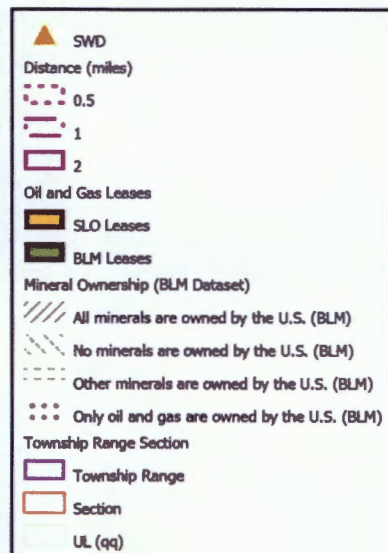 SWD
Distance (miles)
0.5
1
2
Oil and Gas Leases
SLO Leases
BLM Leases
Mineral Ownership (BLM Dataset)
All minerals are owned by the U.S. (BLM)
No minerals are owned by the U.S. (BLM)
Other minerals are owned by the U.S. (BLM)
Only oil and gas are owned by the U.S. (BLM)
Township Range Section
Township Range
Section
UL (qq)